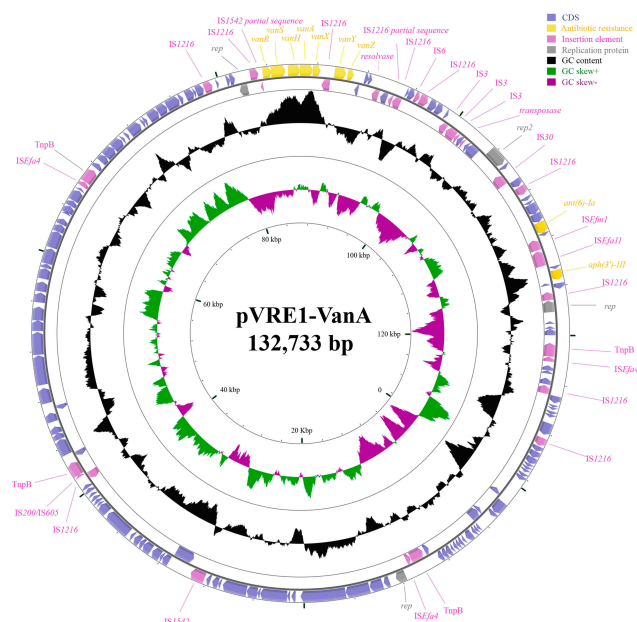 IS1542 partial sequence
vanS
vanA
vanR
vanH
vanX
IS1216
vanY
vanZ
resolvase
IS1216 partial sequence
IS1216
IS6
IS1216
IS3
IS3
IS3
transposase
rep2
IS30
IS1216
ant(6)-Ia
ISEfm1
ISEfa11
aph(3')-III
IS1216
rep
TnpB
ISEfa4
IS1216
IS1216
TnpB
ISEfa4
rep
IS1542
IS1216
IS200/IS605
TnpB
ISEfa4
TnpB
IS1216
rep
IS1216
CDS
Antibiotic resistance
Insertion element
Replication protein
GC content
GC skew+
GC skew-
80 kbp
100 kbp
60 kbp
120 kbp
40 kbp
0
20 kbp
pVRE1-VanA
132,733 bp